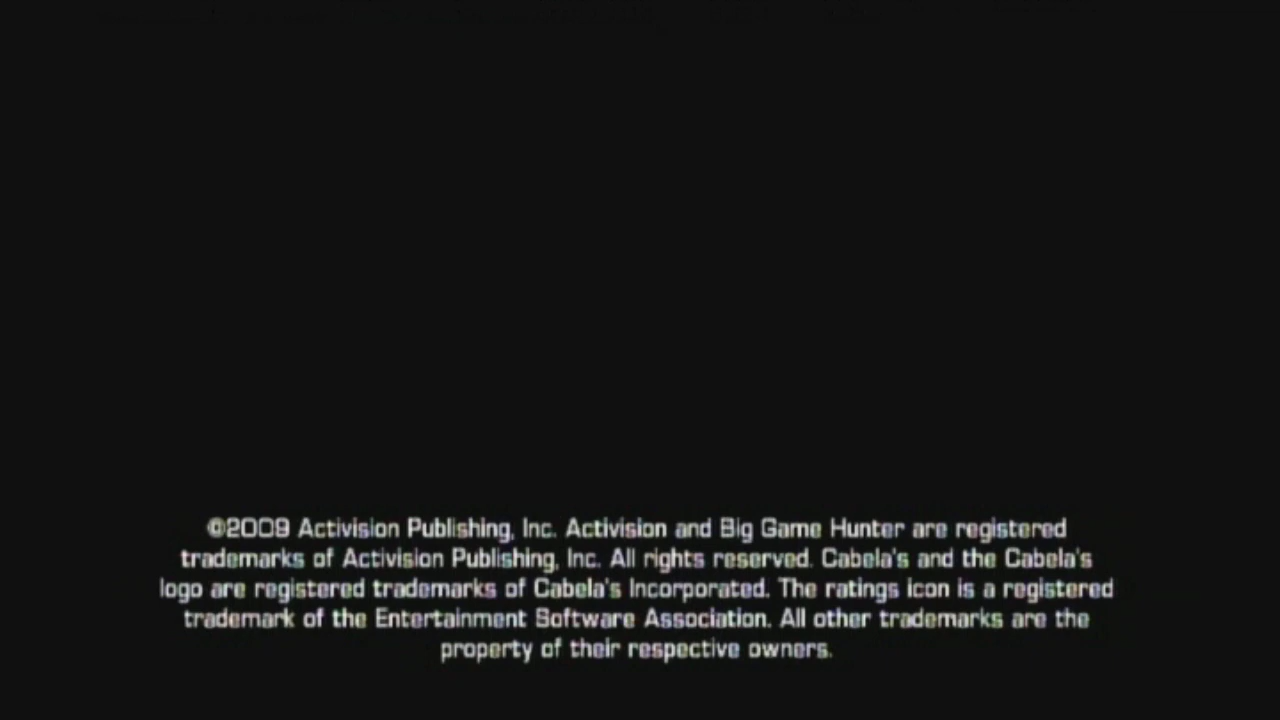 ©2009 Activision Publishing, Inc. Activision and Big Game Hunter are registered
trademarks of Activision Publishing, Inc. All rights reserved. Cabela's and the Cabela's
logo are registered trademarks of Cabela's Incorporated. The ratings icon is a registered
trademark of the Entertainment Software Association. All other trademarks are the
property of their respective owners.